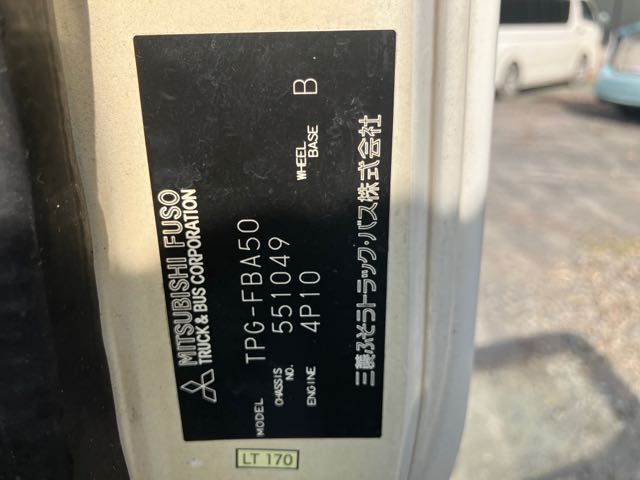 MITSUBISHI FUSO
TRUCK & BUS CORPORATION
MODEL TPG-FBA50
CHASSIS NO. 551049
ENGINE 4P10 WHEEL BASE B
三菱ふそうトラック・バス株式会社
LT 170